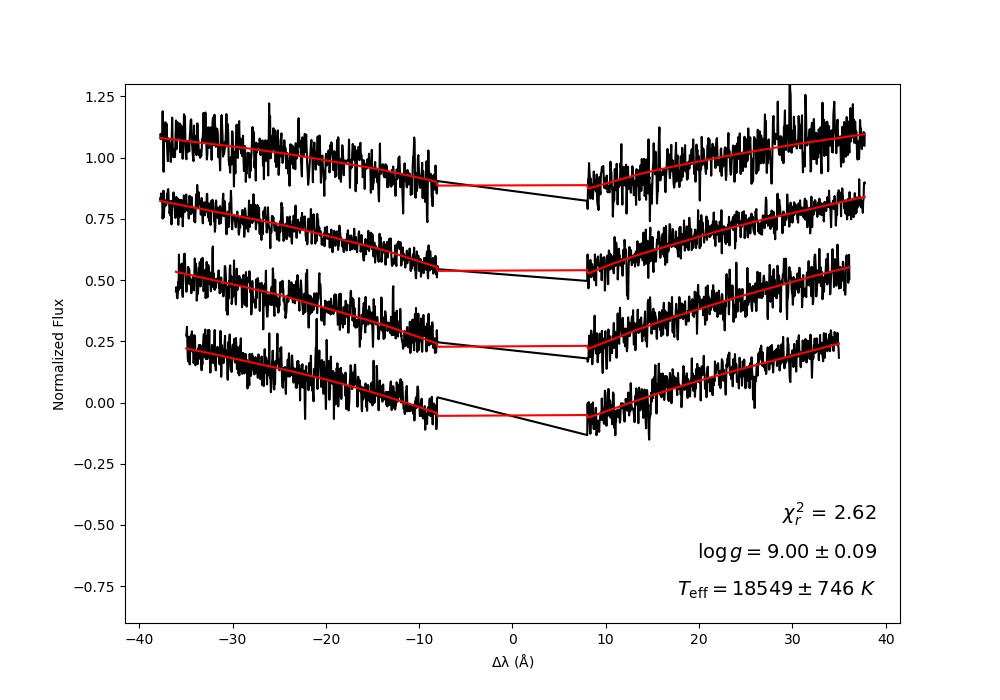 Normalized Flux
1.25
1.00
0.75
0.50
0.25
0.00
−0.25
−0.50
−0.75
χ²ᵣ = 2.62
log g = 9.00 ± 0.09
T_eff = 18549 ± 746 K
−40 −30 −20 −10 0 10 20 30 40
Δλ (Å)